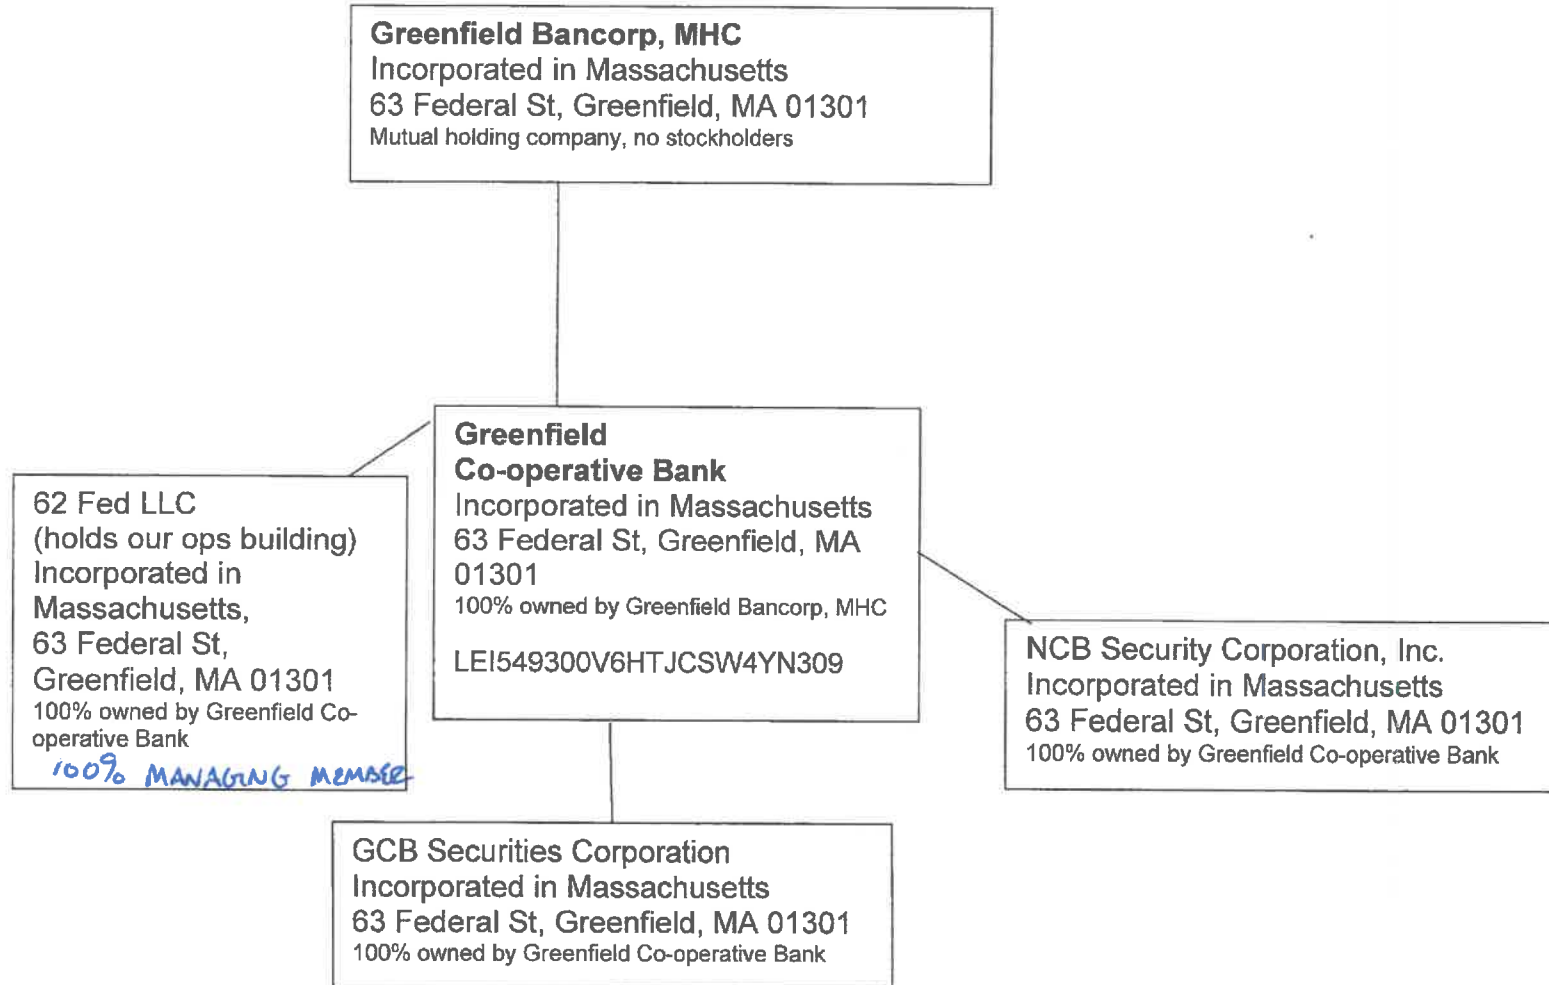 Greenfield Bancorp, MHC
Incorporated in Massachusetts
63 Federal St, Greenfield, MA 01301
Mutual holding company, no stockholders
Greenfield
Co-operative Bank
Incorporated in Massachusetts
63 Federal St, Greenfield, MA
01301
100% owned by Greenfield Bancorp, MHC
LEI549300V6HTJCSW4YN309
62 Fed LLC
(holds our ops building)
Incorporated in
Massachusetts,
63 Federal St,
Greenfield, MA 01301
100% owned by Greenfield Co-
operative Bank
100% MANAGING MEMBER
NCB Security Corporation, Inc.
Incorporated in Massachusetts
63 Federal St, Greenfield, MA 01301
100% owned by Greenfield Co-operative Bank
GCB Securities Corporation
Incorporated in Massachusetts
63 Federal St, Greenfield, MA 01301
100% owned by Greenfield Co-operative Bank